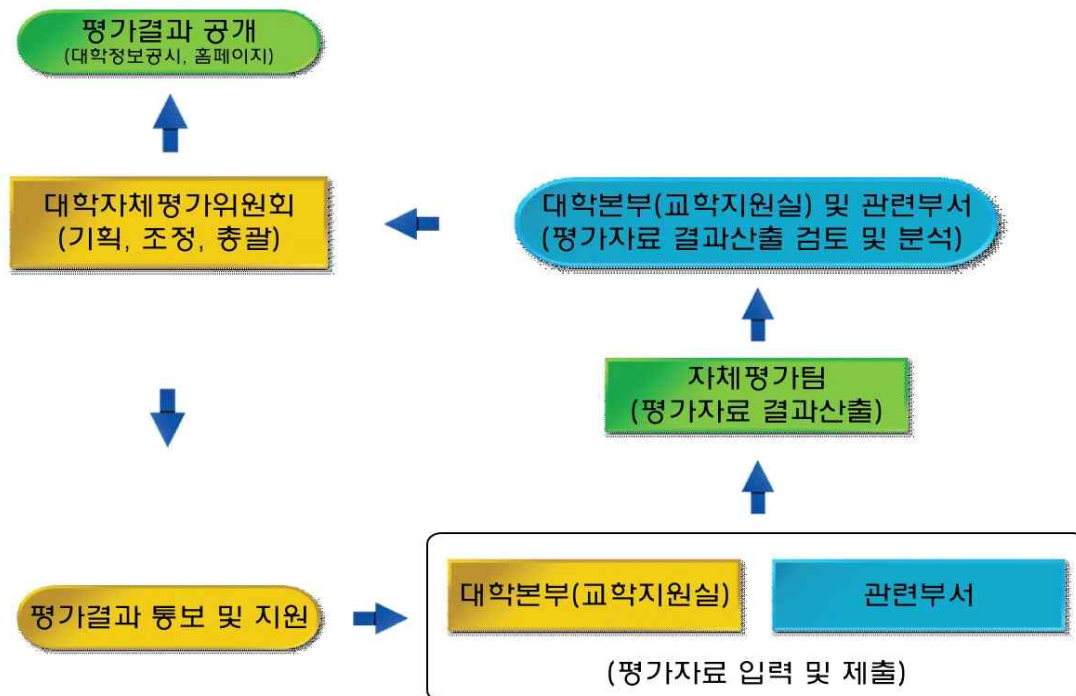 평가결과 공개
(대학정보공시, 홈페이지)
대학자체평가위원회
(기획, 조정, 총괄)
대학본부(교학지원실) 및 관련부서
(평가자료 결과산출 검토 및 분석)
자체평가팀
(평가자료 결과산출)
평가결과 통보 및 지원
대학본부(교학지원실)
관련부서
(평가자료 입력 및 제출)